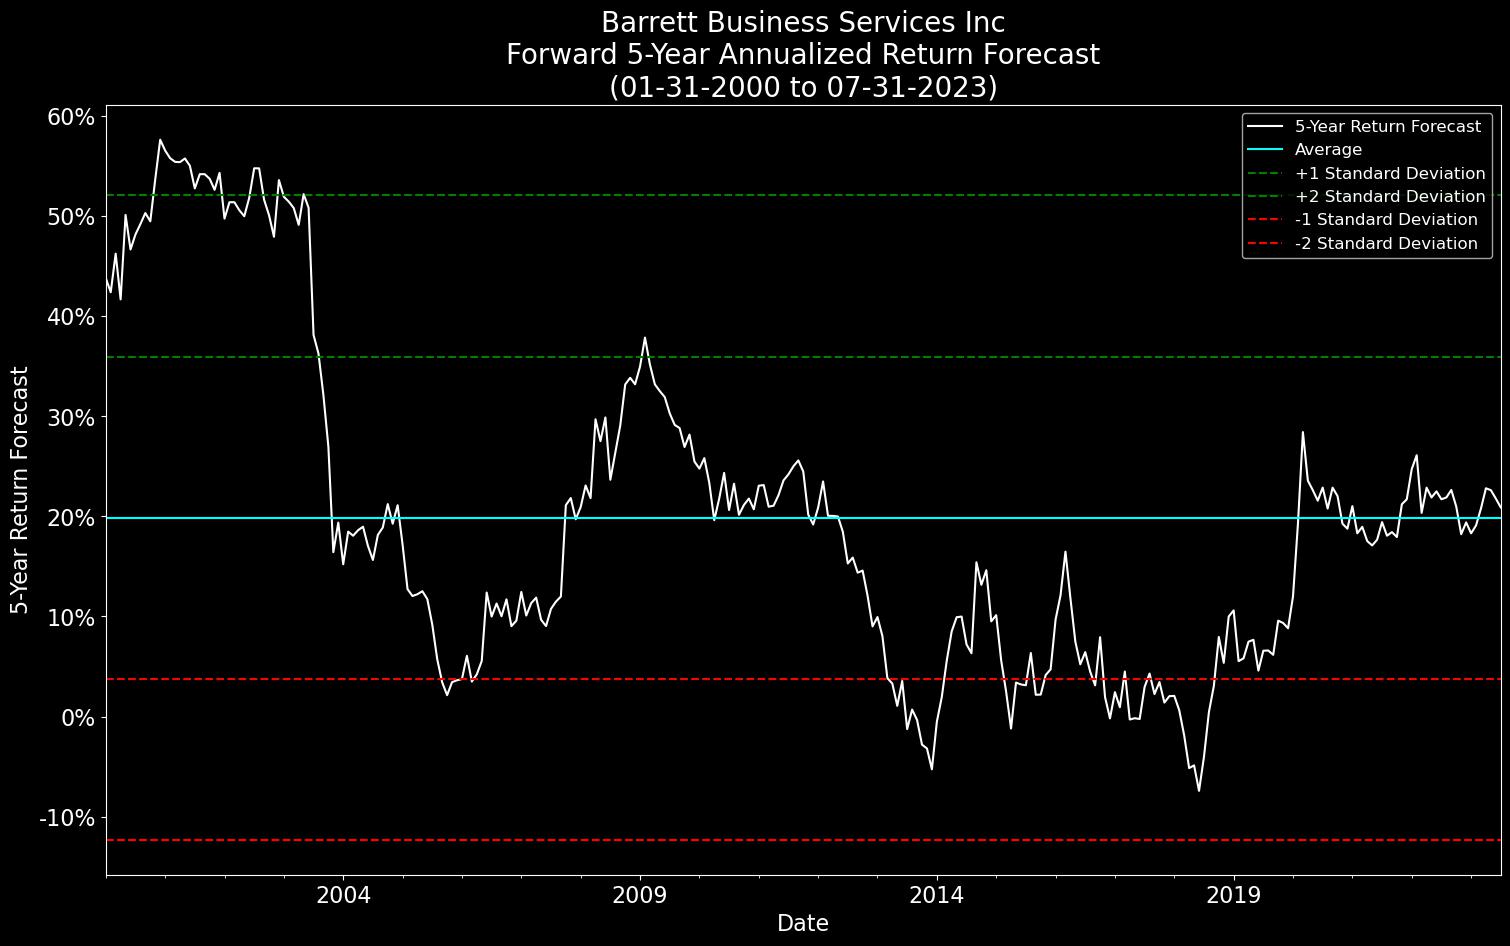 Barrett Business Services Inc
Forward 5-Year Annualized Return Forecast
(01-31-2000 to 07-31-2023)
60%
50%
40%
30%
20%
10%
0%
-10%
5-Year Return Forecast
5-Year Return Forecast
Average
+1 Standard Deviation
+2 Standard Deviation
-1 Standard Deviation
-2 Standard Deviation
2004
2009
2014
2019
Date